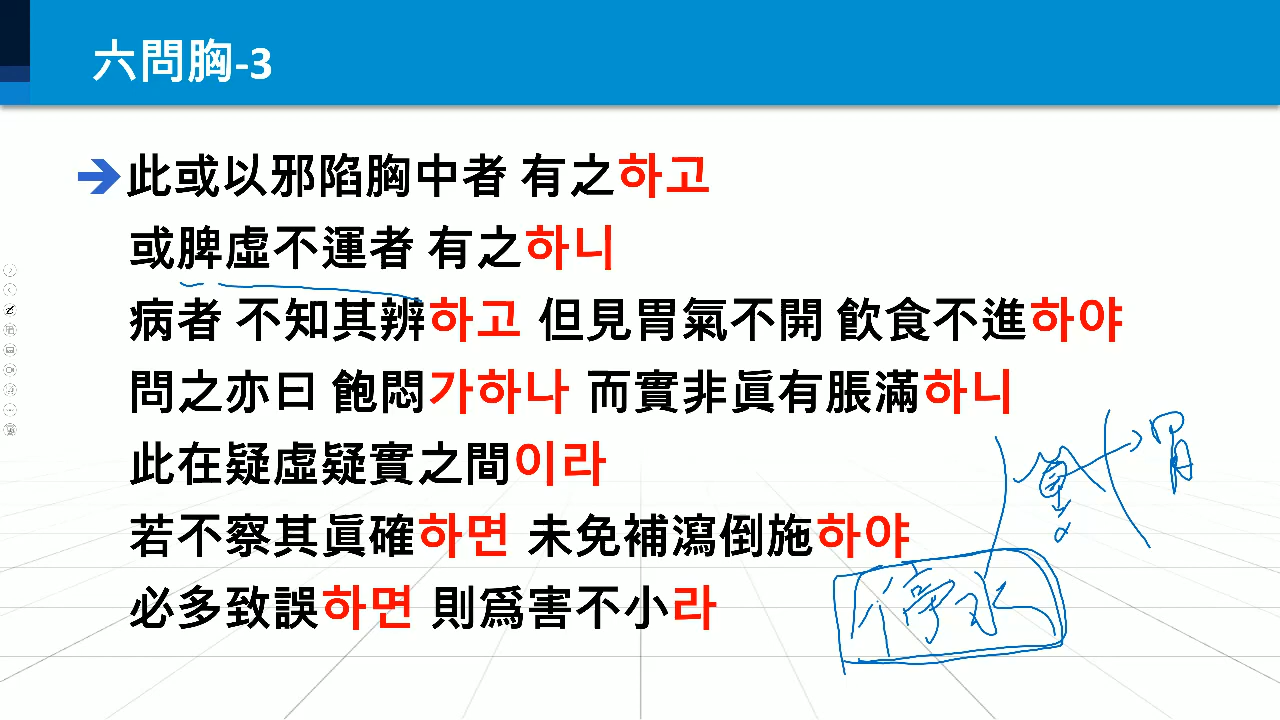 六問胸-3
此或以邪陷胸中者 有之하고
或脾虛不運者 有之하니
病者 不知其辨하고 但見胃氣不開 飮食不進하야
問之亦曰 飽悶가하나 而實非眞有脹滿하니
此在疑虛疑實之間이라
若不察其眞確하면 未免補瀉倒施하야
必多致誤하면 則爲害不小라
胃
停水